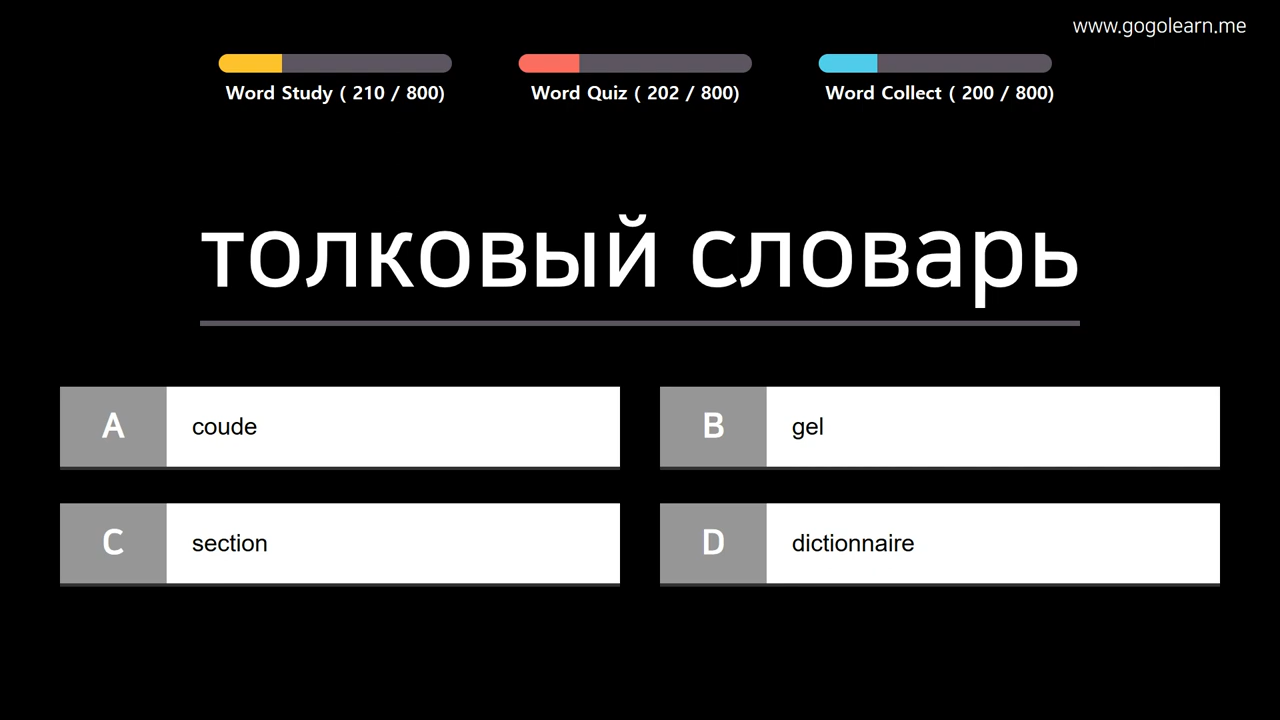 www.gogolearn.me
Word Study ( 210 / 800)
Word Quiz ( 202 / 800)
Word Collect ( 200 / 800)
толковый словарь
A coude
B gel
C section
D dictionnaire